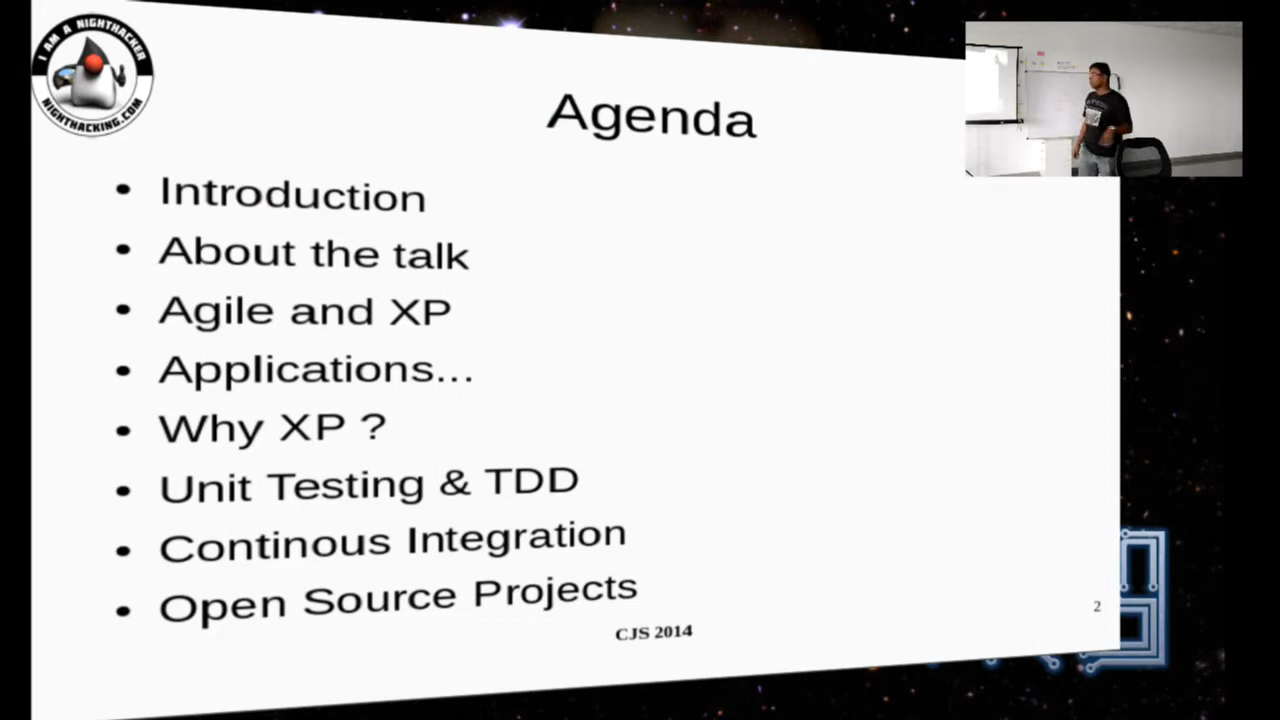 I AM A NIGHTHACKER
NIGHTHACKING.COM
Agenda
• Introduction
• About the talk
• Agile and XP
• Applications...
• Why XP ?
• Unit Testing & TDD
• Continous Integration
• Open Source Projects
CJS 2014
2